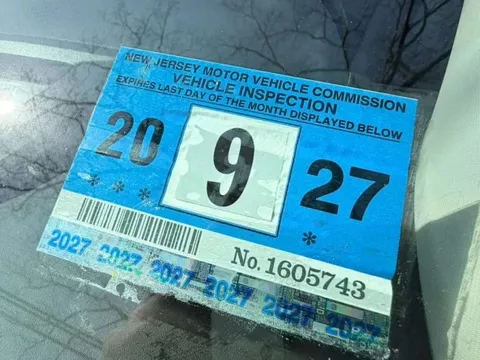 NEW JERSEY MOTOR VEHICLE COMMISSION
VEHICLE INSPECTION
EXPIRES LAST DAY OF THE MONTH DISPLAYED BELOW
20 9 27
* * * *
No. 1605743
2027 2027 2027 2027 2027 2027 2027